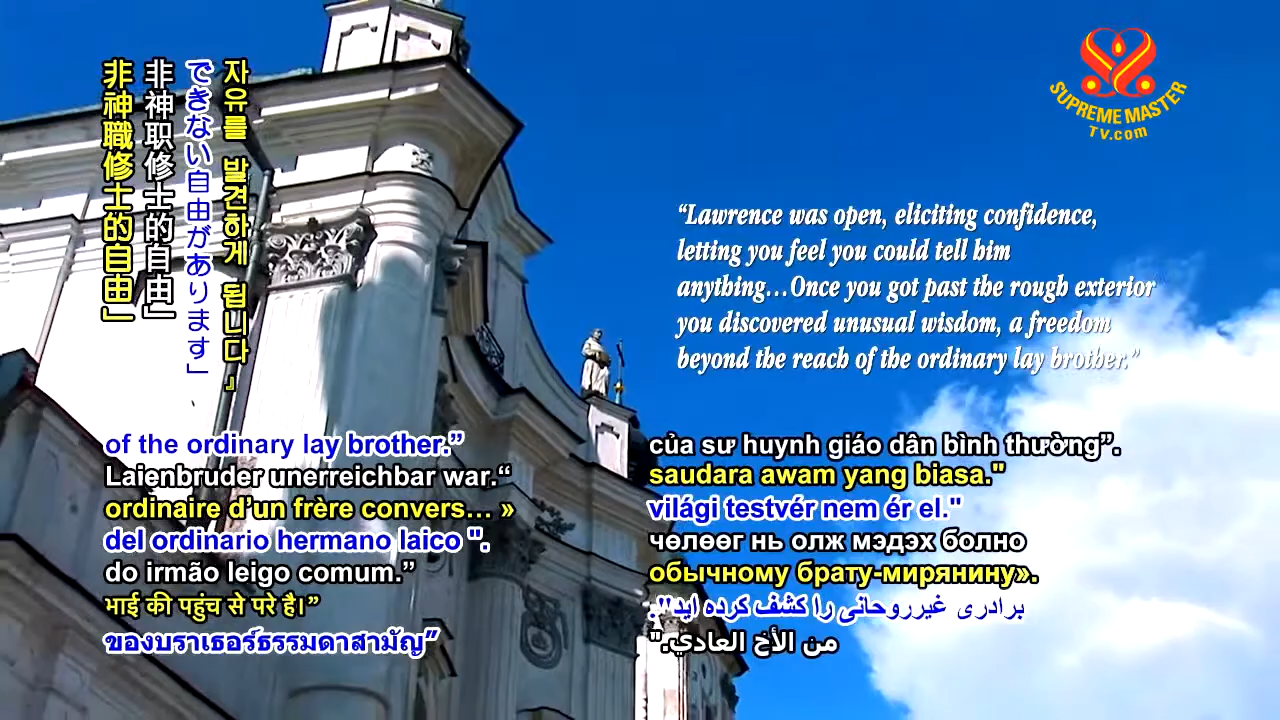 자유를 발견하게 됩니다』
できない自由があります」
非神职修士的自由」
非神職修士的自由」
SUPREME MASTER
TV.com
“Lawrence was open, eliciting confidence,
letting you feel you could tell him
anything…Once you got past the rough exterior
you discovered unusual wisdom, a freedom
beyond the reach of the ordinary lay brother.”
of the ordinary lay brother.”
Laienbruder unerreichbar war.“
ordinaire d’un frère convers… »
del ordinario hermano laico ".
do irmão leigo comum.”
भाई की पहुंच से परे है।”
ของบราเธอร์ธรรมดาสามัญ”
của sư huynh giáo dân bình thường”.
saudara awam yang biasa."
világi testvér nem ér el."
чөлөөг нь олж мэдэх болно
обычному брату-мирянину».
برادری غیرروحانی را کشف کرده اید".
من الأخ العادي."